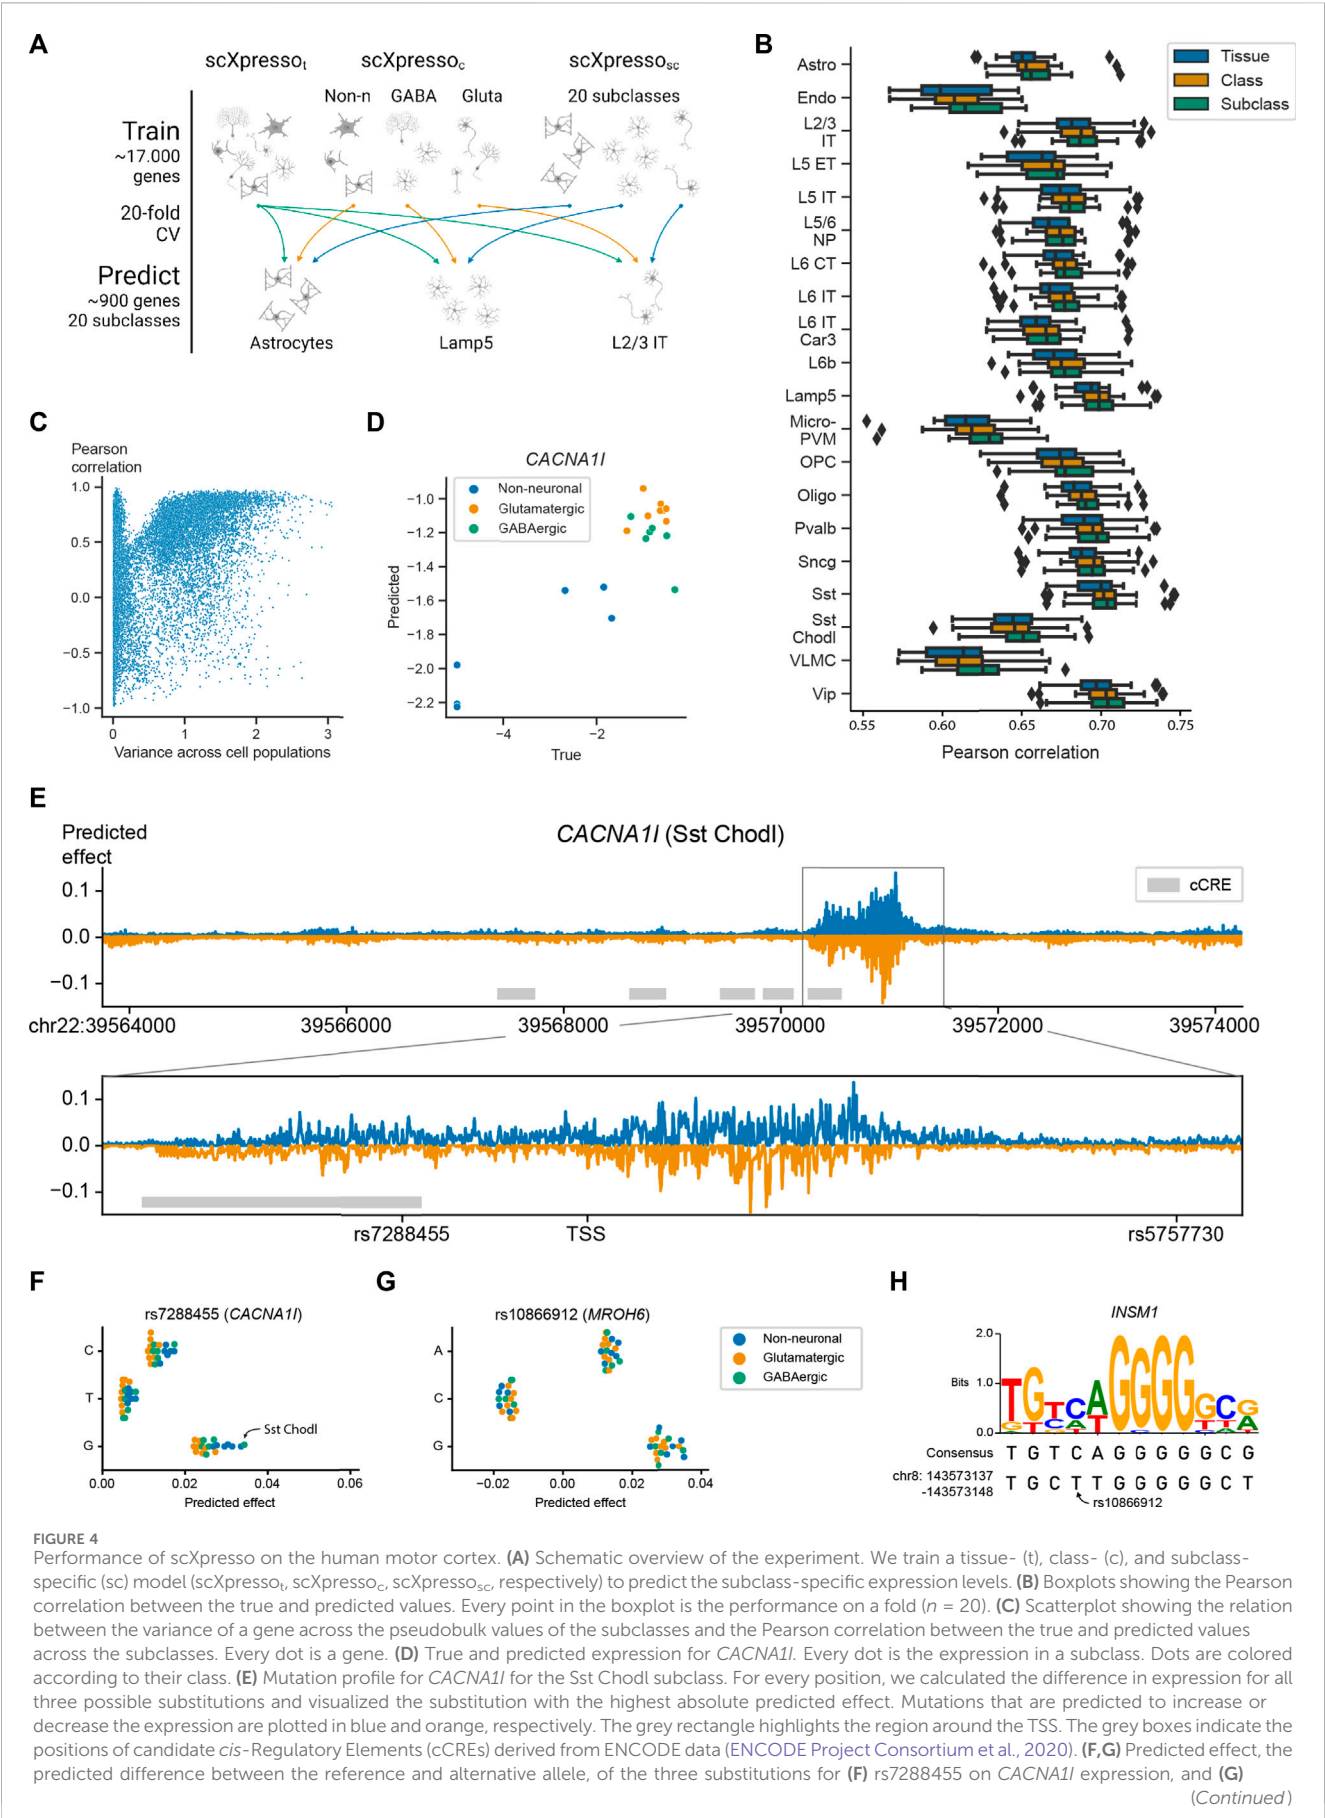 A
scXpressot
scXpressoc
scXpressosc
Non-n
GABA
Gluta
20 subclasses
Train
~17.000
genes
20-fold
CV
Predict
~900 genes
20 subclasses
Astrocytes
Lamp5
L2/3 IT
B
Tissue
Class
Subclass
Astro
Endo
L2/3
IT
L5 ET
L5 IT
L5/6
NP
L6 CT
L6 IT
L6 IT
Car3
L6b
Lamp5
Micro-
PVM
OPC
Oligo
Pvalb
Sncg
Sst
Sst
Chodl
VLMC
Vip
0.55
0.60
0.65
0.70
0.75
Pearson correlation
C
Pearson
correlation
1.0
0.5
0.0
−0.5
−1.0
0
1
2
3
Variance across cell populations
D
CACNA1I
Non-neuronal
Glutamatergic
GABAergic
Predicted
−1.0
−1.2
−1.4
−1.6
−1.8
−2.0
−2.2
−4
−2
True
E
Predicted
effect
CACNA1I (Sst Chodl)
cCRE
0.1
0.0
−0.1
chr22:39564000
39566000
39568000
39570000
39572000
39574000
0.1
0.0
−0.1
rs7288455
TSS
rs5757730
F
rs7288455 (CACNA1I)
C
T
G
Sst Chodl
0.00
0.02
0.04
0.06
Predicted effect
G
rs10866912 (MROH6)
A
C
G
−0.02
0.00
0.02
0.04
Predicted effect
Non-neuronal
Glutamatergic
GABAergic
H
INSM1
2.0
Bits
1.0
0.0
Consensus
T G T C A G G G G G C G
chr8: 143573137
-143573148
T G C T T G G G G G C T
rs10866912
FIGURE 4
Performance of scXpresso on the human motor cortex. (A) Schematic overview of the experiment. We train a tissue- (t), class- (c), and subclass-
specific (sc) model (scXpressot, scXpressoc, scXpressosc, respectively) to predict the subclass-specific expression levels. (B) Boxplots showing the Pearson
correlation between the true and predicted values. Every point in the boxplot is the performance on a fold (n = 20). (C) Scatterplot showing the relation
between the variance of a gene across the pseudobulk values of the subclasses and the Pearson correlation between the true and predicted values
across the subclasses. Every dot is a gene. (D) True and predicted expression for CACNA1I. Every dot is the expression in a subclass. Dots are colored
according to their class. (E) Mutation profile for CACNA1I for the Sst Chodl subclass. For every position, we calculated the difference in expression for all
three possible substitutions and visualized the substitution with the highest absolute predicted effect. Mutations that are predicted to increase or
decrease the expression are plotted in blue and orange, respectively. The grey rectangle highlights the region around the TSS. The grey boxes indicate the
positions of candidate cis-Regulatory Elements (cCREs) derived from ENCODE data (ENCODE Project Consortium et al., 2020). (F,G) Predicted effect, the
predicted difference between the reference and alternative allele, of the three substitutions for (F) rs7288455 on CACNA1I expression, and (G)
(Continued)